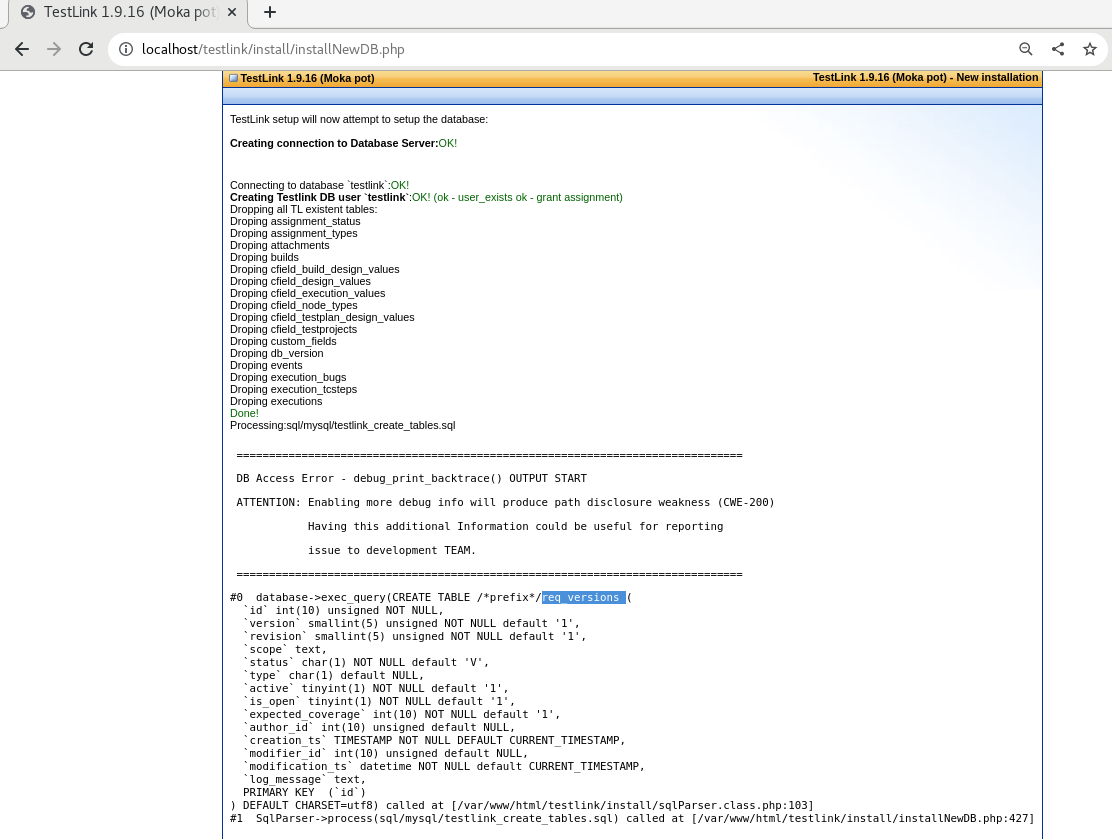 TestLink 1.9.16 (Moka pot
localhost/testlink/install/installNewDB.php
TestLink 1.9.16 (Moka pot) TestLink 1.9.16 (Moka pot) - New installation
TestLink setup will now attempt to setup the database:
Creating connection to Database Server:OK!
Connecting to database `testlink`:OK!
Creating Testlink DB user `testlink`:OK! (ok - user_exists ok - grant assignment)
Dropping all TL existent tables:
Droping assignment_status
Droping assignment_types
Droping attachments
Droping builds
Droping cfield_build_design_values
Droping cfield_design_values
Droping cfield_execution_values
Droping cfield_node_types
Droping cfield_testplan_design_values
Droping cfield_testprojects
Droping custom_fields
Droping db_version
Droping events
Droping execution_bugs
Droping execution_tcsteps
Droping executions
Done!
Processing:sql/mysql/testlink_create_tables.sql
==============================================================================
DB Access Error - debug_print_backtrace() OUTPUT START
ATTENTION: Enabling more debug info will produce path disclosure weakness (CWE-200)
Having this additional Information could be useful for reporting
issue to development TEAM.
==============================================================================
#0  database->exec_query(CREATE TABLE /*prefix*/req_versions (
`id` int(10) unsigned NOT NULL,
`version` smallint(5) unsigned NOT NULL default '1',
`revision` smallint(5) unsigned NOT NULL default '1',
`scope` text,
`status` char(1) NOT NULL default 'V',
`type` char(1) default NULL,
`active` tinyint(1) NOT NULL default '1',
`is_open` tinyint(1) NOT NULL default '1',
`expected_coverage` int(10) NOT NULL default '1',
`author_id` int(10) unsigned default NULL,
`creation_ts` TIMESTAMP NOT NULL DEFAULT CURRENT_TIMESTAMP,
`modifier_id` int(10) unsigned default NULL,
`modification_ts` datetime NOT NULL default CURRENT_TIMESTAMP,
`log_message` text,
PRIMARY KEY  (`id`)
) DEFAULT CHARSET=utf8) called at [/var/www/html/testlink/install/sqlParser.class.php:103]
#1  SqlParser->process(sql/mysql/testlink_create_tables.sql) called at [/var/www/html/testlink/install/installNewDB.php:427]